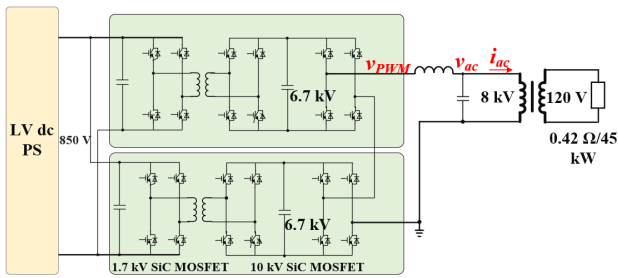 v_PWM
v_ac
i_ac
6.7 kV
8 kV
120 V
LV dc
PS
850 V
0.42 Ω/45
kW
6.7 kV
1.7 kV SiC MOSFET
10 kV SiC MOSFET